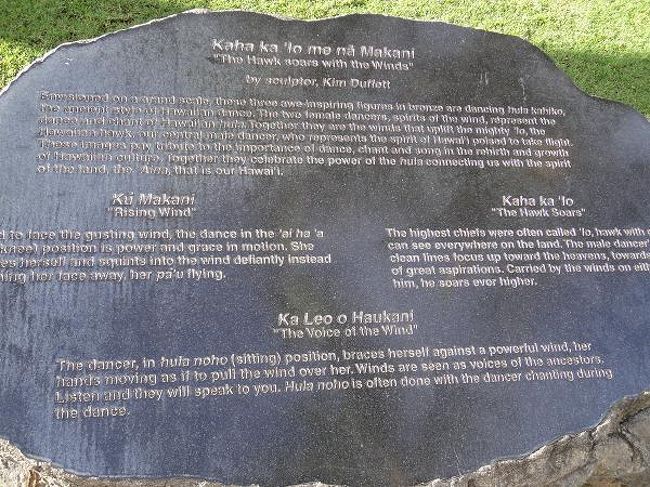 Kaha ka 'Io me nā Makani
"The Hawk soars with the Winds"
by sculptor, Kim Duffett
Envisioned on a grand scale, these three awe-inspiring figures in bronze are dancing hula kahiko,
the ancient style of Hawaiian dance. The two female dancers, spirits of the wind, represent the
dance and chant of Hawaiian hula. Together they are the winds that uplift the mighty 'Io, the
Hawaiian Hawk, our central male dancer, who represents the spirit of Hawai'i poised to take flight.
These images pay tribute to the importance of dance, chant and song in the rebirth and growth
of Hawaiian culture. Together they celebrate the power of the hula connecting us with the spirit
of the land, the 'Aina, that is our Hawai'i.
Kū Makani
"Rising Wind"
to face the gusting wind, the dance in the 'ai ha 'a
position is power and grace in motion. She
herself and squints into the wind defiantly instead
her face away, her pa'u flying.
Kaha ka 'Io
"The Hawk Soars"
The highest chiefs were often called 'Io, hawk with
can see everywhere on the land. The male dancer'
clean lines focus up toward the heavens, towards
of great aspirations. Carried by the winds on
him, he soars ever higher.
Ka Leo o Haukani
"The Voice of the Wind"
The dancer, in hula noho (sitting) position, braces herself against a powerful wind, her
hands moving as if to pull the wind over her. Winds are seen as voices of the ancestors.
Listen and they will speak to you. Hula noho is often done with the dancer chanting during
the dance.